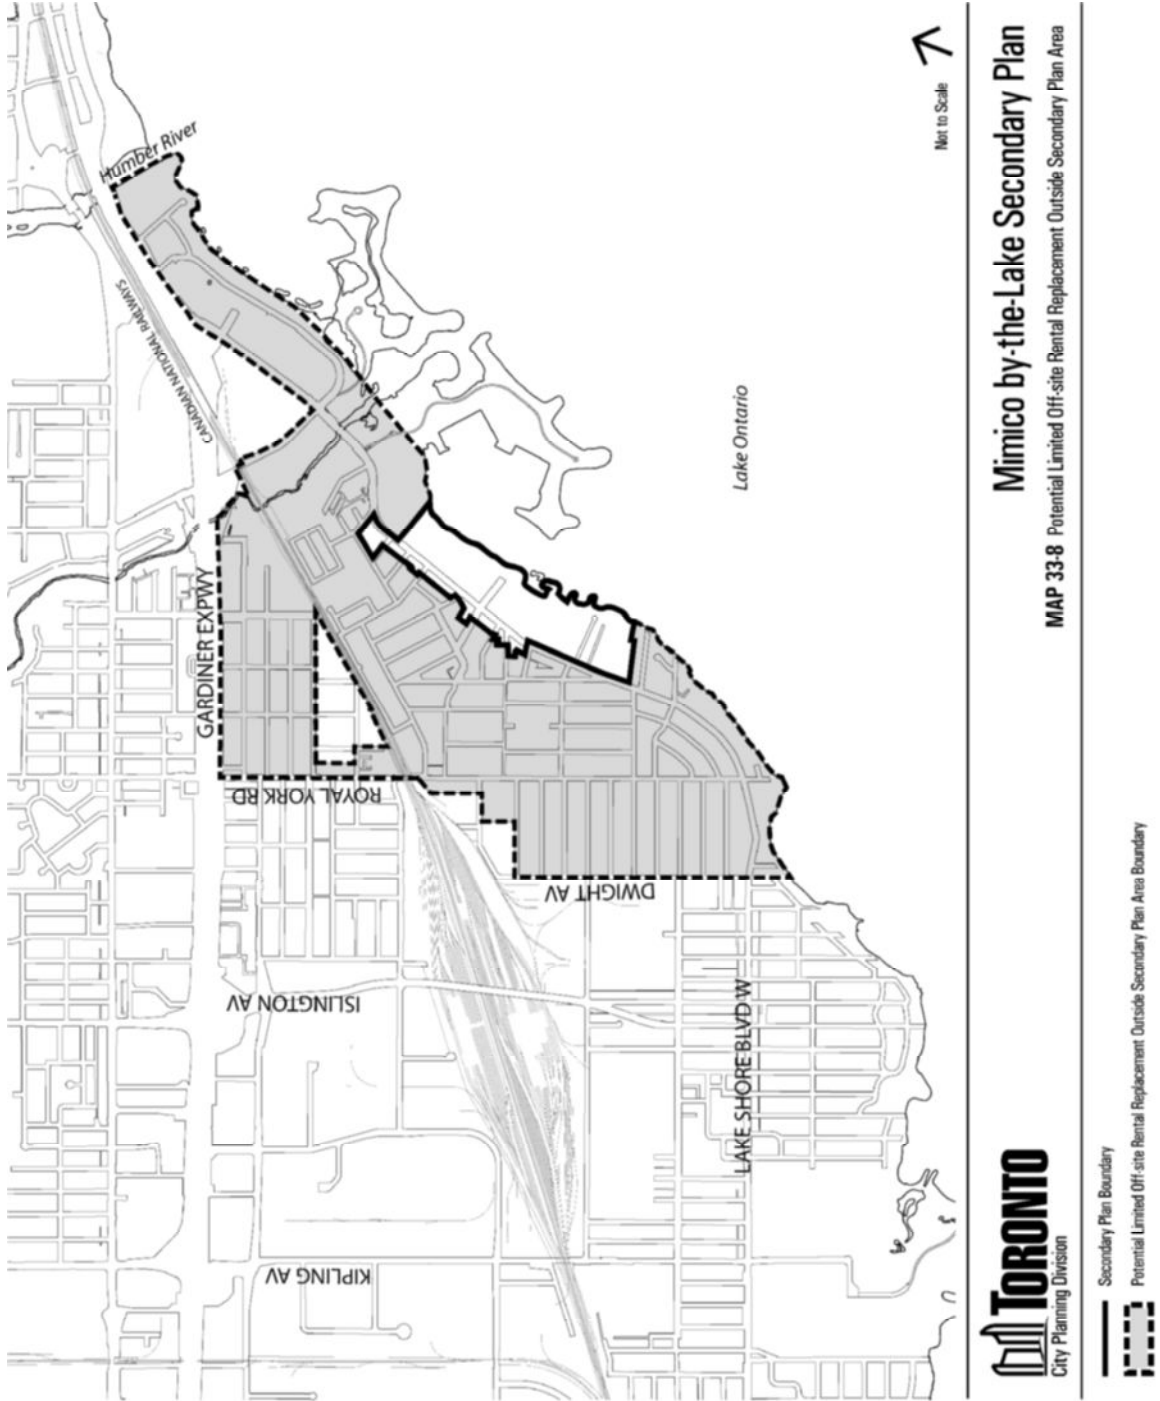 Humber River
CANADIAN NATIONAL RAILWAYS
GARDINER EXPWY
ROYAL YORK RD
DWIGHT AV
ISLINGTON AV
LAKE SHORE BLVD W
KIPLING AV
Lake Ontario
Not to Scale
TORONTO
City Planning Division
Mimico by-the-Lake Secondary Plan
MAP 33-8 Potential Limited Off-site Rental Replacement Outside Secondary Plan Area
Secondary Plan Boundary
Potential Limited Off-site Rental Replacement Outside Secondary Plan Area Boundary